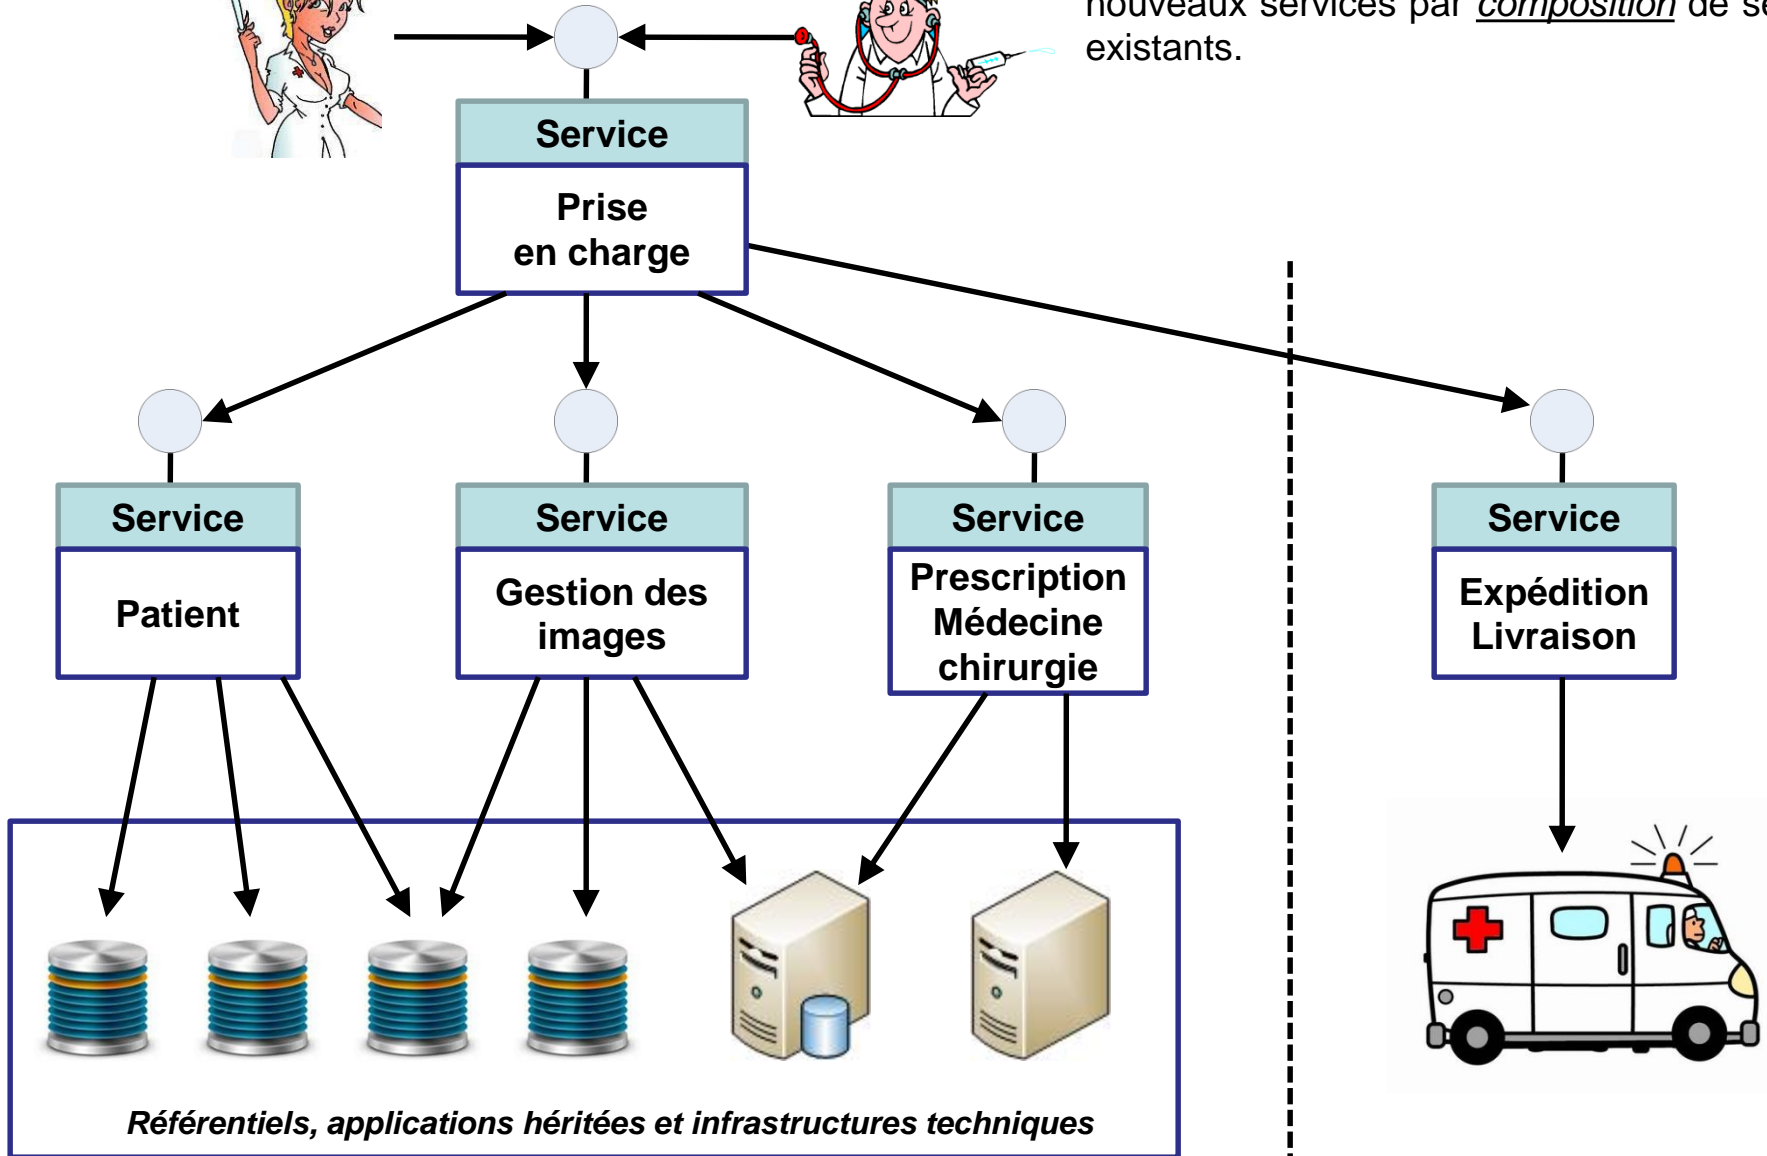 nouveaux services par composition de
existants.
Service
Prise
en charge
Service
Patient
Service
Gestion des
images
Service
Prescription
Médecine
chirurgie
Service
Expédition
Livraison
Référentiels, applications héritées et infrastructures techniques